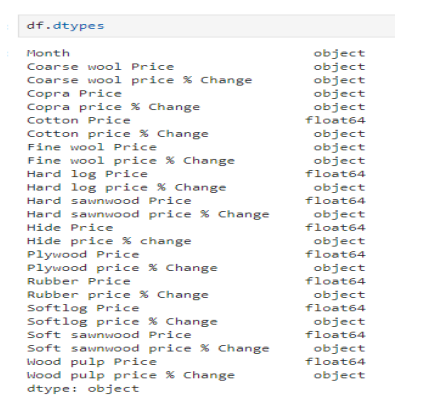 df.dtypes
Month object
Coarse wool Price object
Coarse wool price % Change object
Copra Price object
Copra price % Change object
Cotton Price float64
Cotton price % Change object
Fine wool Price object
Fine wool price % Change object
Hard log Price float64
Hard log price % Change object
Hard sawnwood Price float64
Hard sawnwood price % Change object
Hide Price float64
Hide price % change object
Plywood Price float64
Plywood price % Change object
Rubber Price float64
Rubber price % Change object
Softlog Price float64
Softlog price % Change object
Soft sawnwood Price float64
Soft sawnwood price % Change object
Wood pulp Price float64
Wood pulp price % Change object
dtype: object